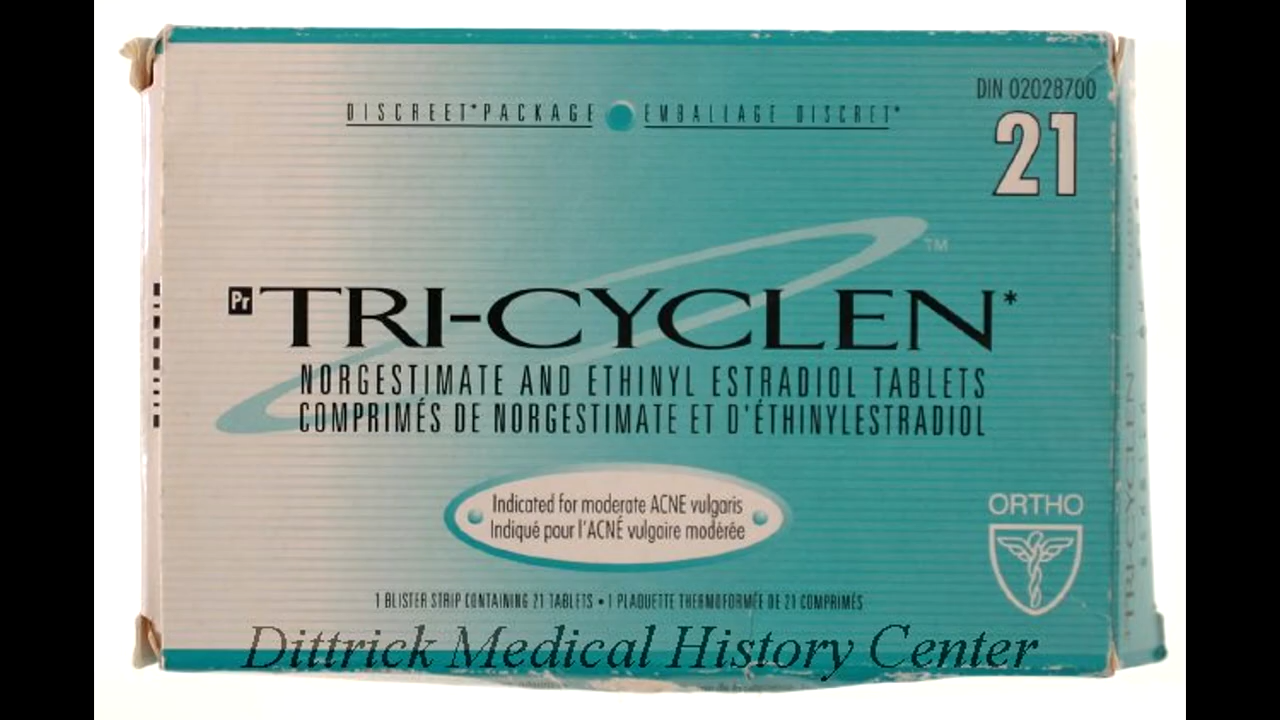 DIN 02028700
21
DISCREET*PACKAGE EMBALLAGE DISCRET*
TM
Pr TRI-CYCLEN*
NORGESTIMATE AND ETHINYL ESTRADIOL TABLETS
COMPRIMÉS DE NORGESTIMATE ET D'ÉTHINYLESTRADIOL
Indicated for moderate ACNE vulgaris
Indiqué pour l'ACNÉ vulgaire modérée
ORTHO
1 BLISTER STRIP CONTAINING 21 TABLETS • 1 PLAQUETTE THERMOFORMÉE DE 21 COMPRIMÉS
Dittrick Medical History Center